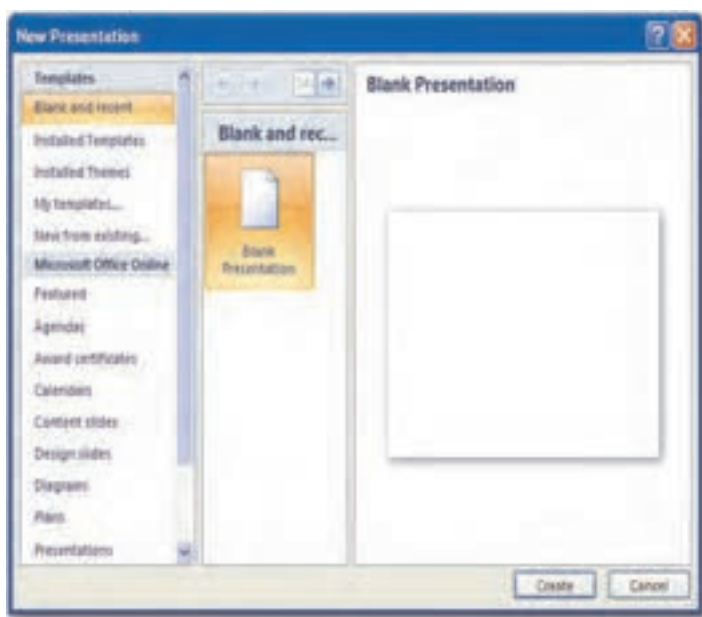 New Presentation
Templates
Blank and recent
Installed Templates
Installed Themes
My templates...
New from existing...
Microsoft Office Online
Featured
Agendas
Award certificates
Calendars
Content slides
Design slides
Diagrams
Plans
Presentations
Blank and rec...
Blank
Presentation
Blank Presentation
Create
Cancel